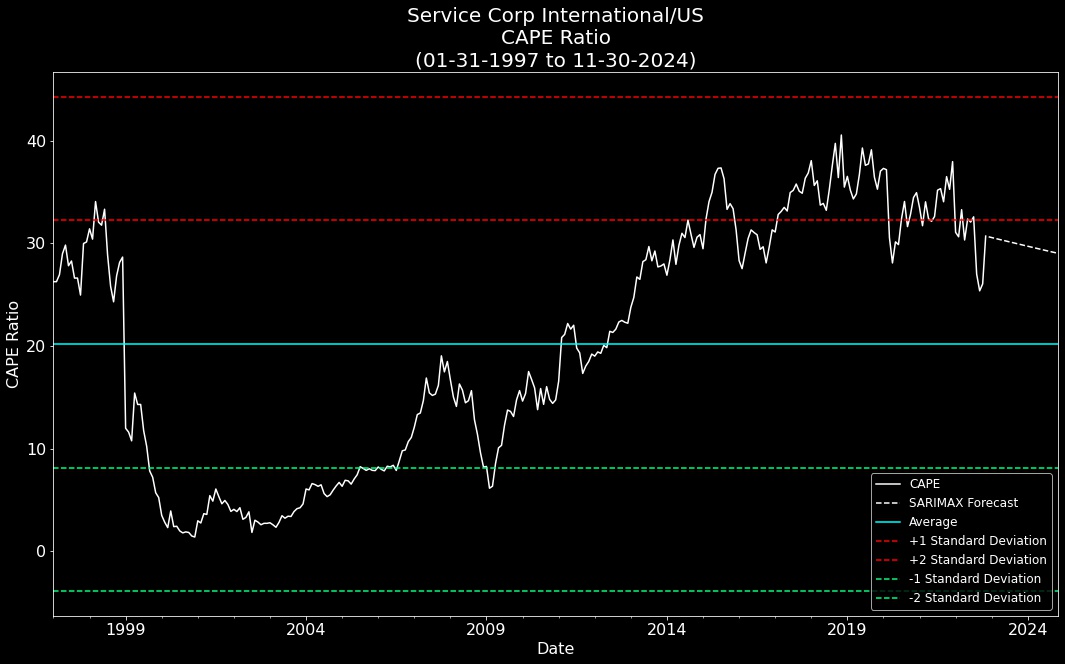 Service Corp International/US
CAPE Ratio
(01-31-1997 to 11-30-2024)
CAPE Ratio
40
30
20
10
0
CAPE
SARIMAX Forecast
Average
+1 Standard Deviation
+2 Standard Deviation
-1 Standard Deviation
-2 Standard Deviation
1999
2004
2009
2014
2019
2024
Date